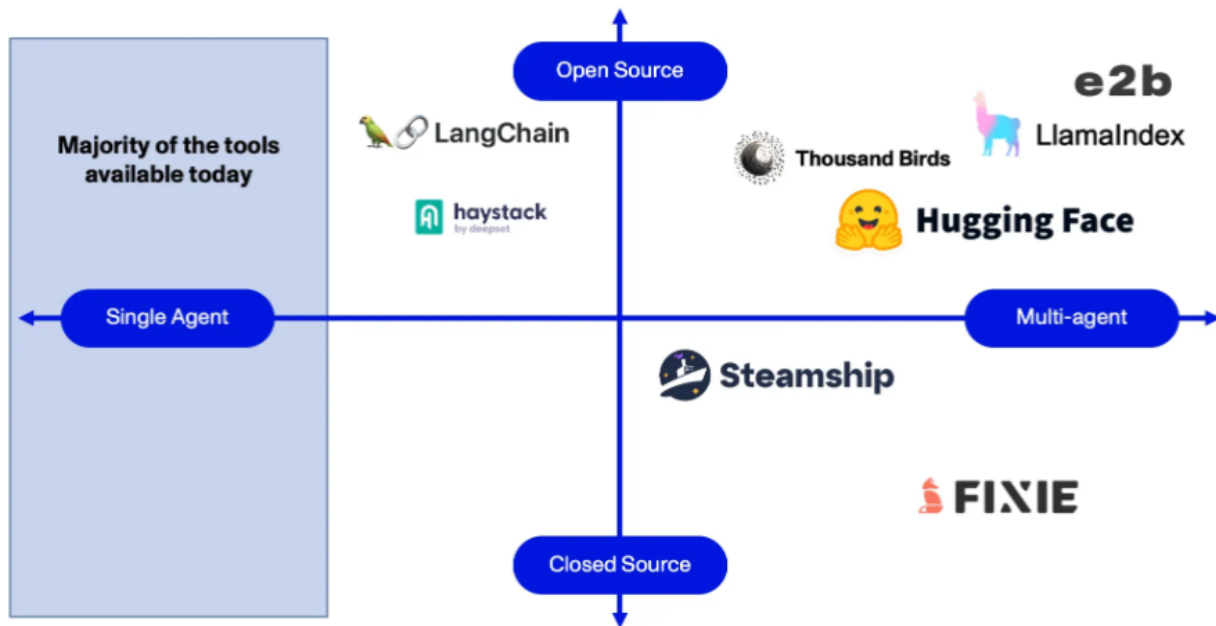 Open Source
e2b
Majority of the tools
available today
LangChain
LlamaIndex
Thousand Birds
haystack
by deepset
Hugging Face
Single Agent
Multi-agent
Steamship
FIXIE
Closed Source